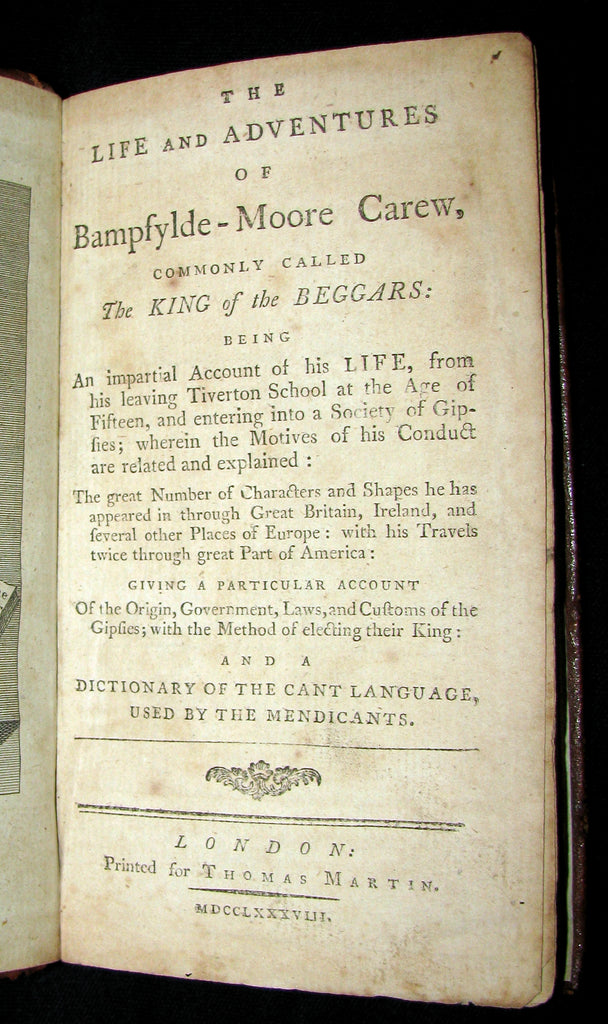 THE
LIFE AND ADVENTURES
OF
Bampfylde-Moore Carew,
COMMONLY CALLED
The KING of the BEGGARS:
BEING
An impartial Account of his LIFE, from
his leaving Tiverton School at the Age of
Fifteen, and entering into a Society of Gip-
ſies; wherein the Motives of his Conduct
are related and explained:
The great Number of Characters and Shapes he has
appeared in through Great Britain, Ireland, and
ſeveral other Places of Europe: with his Travels
twice through great Part of America:
GIVING A PARTICULAR ACCOUNT
Of the Origin, Government, Laws, and Cuſtoms of the
Gipſies; with the Method of electing their King:
AND A
DICTIONARY OF THE CANT LANGUAGE,
USED BY THE MENDICANTS.
LONDON:
Printed for THOMAS MARTIN.
MDCCLXXXVIII.